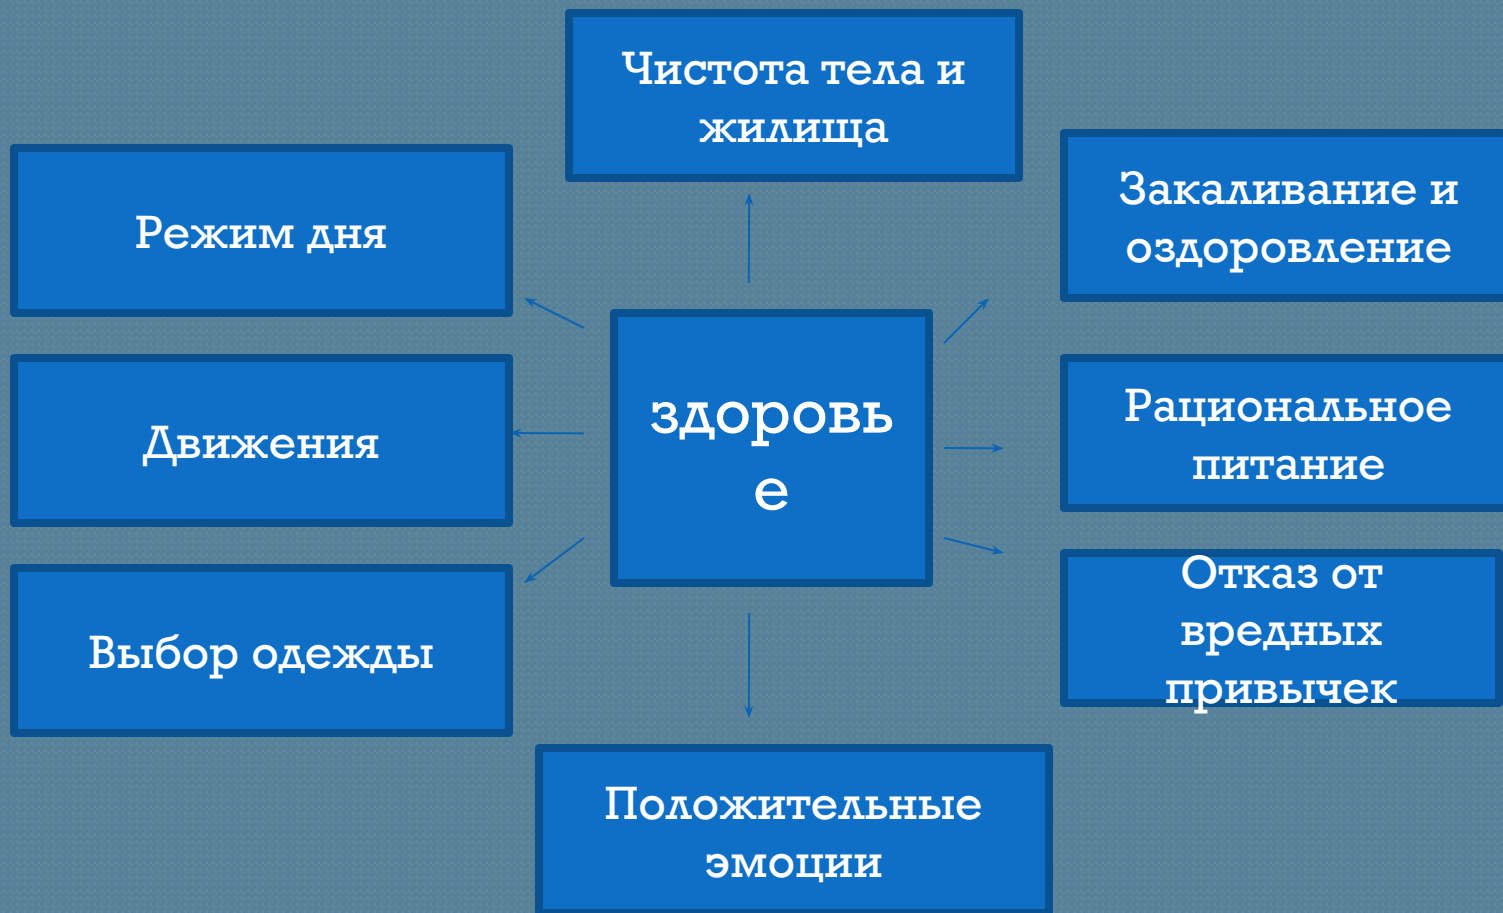 Чистота тела и
жилища
Режим дня
Закаливание и
оздоровление
здоровь
е
Движения
Рациональное
питание
Выбор одежды
Отказ от
вредных
привычек
Положительные
эмоции